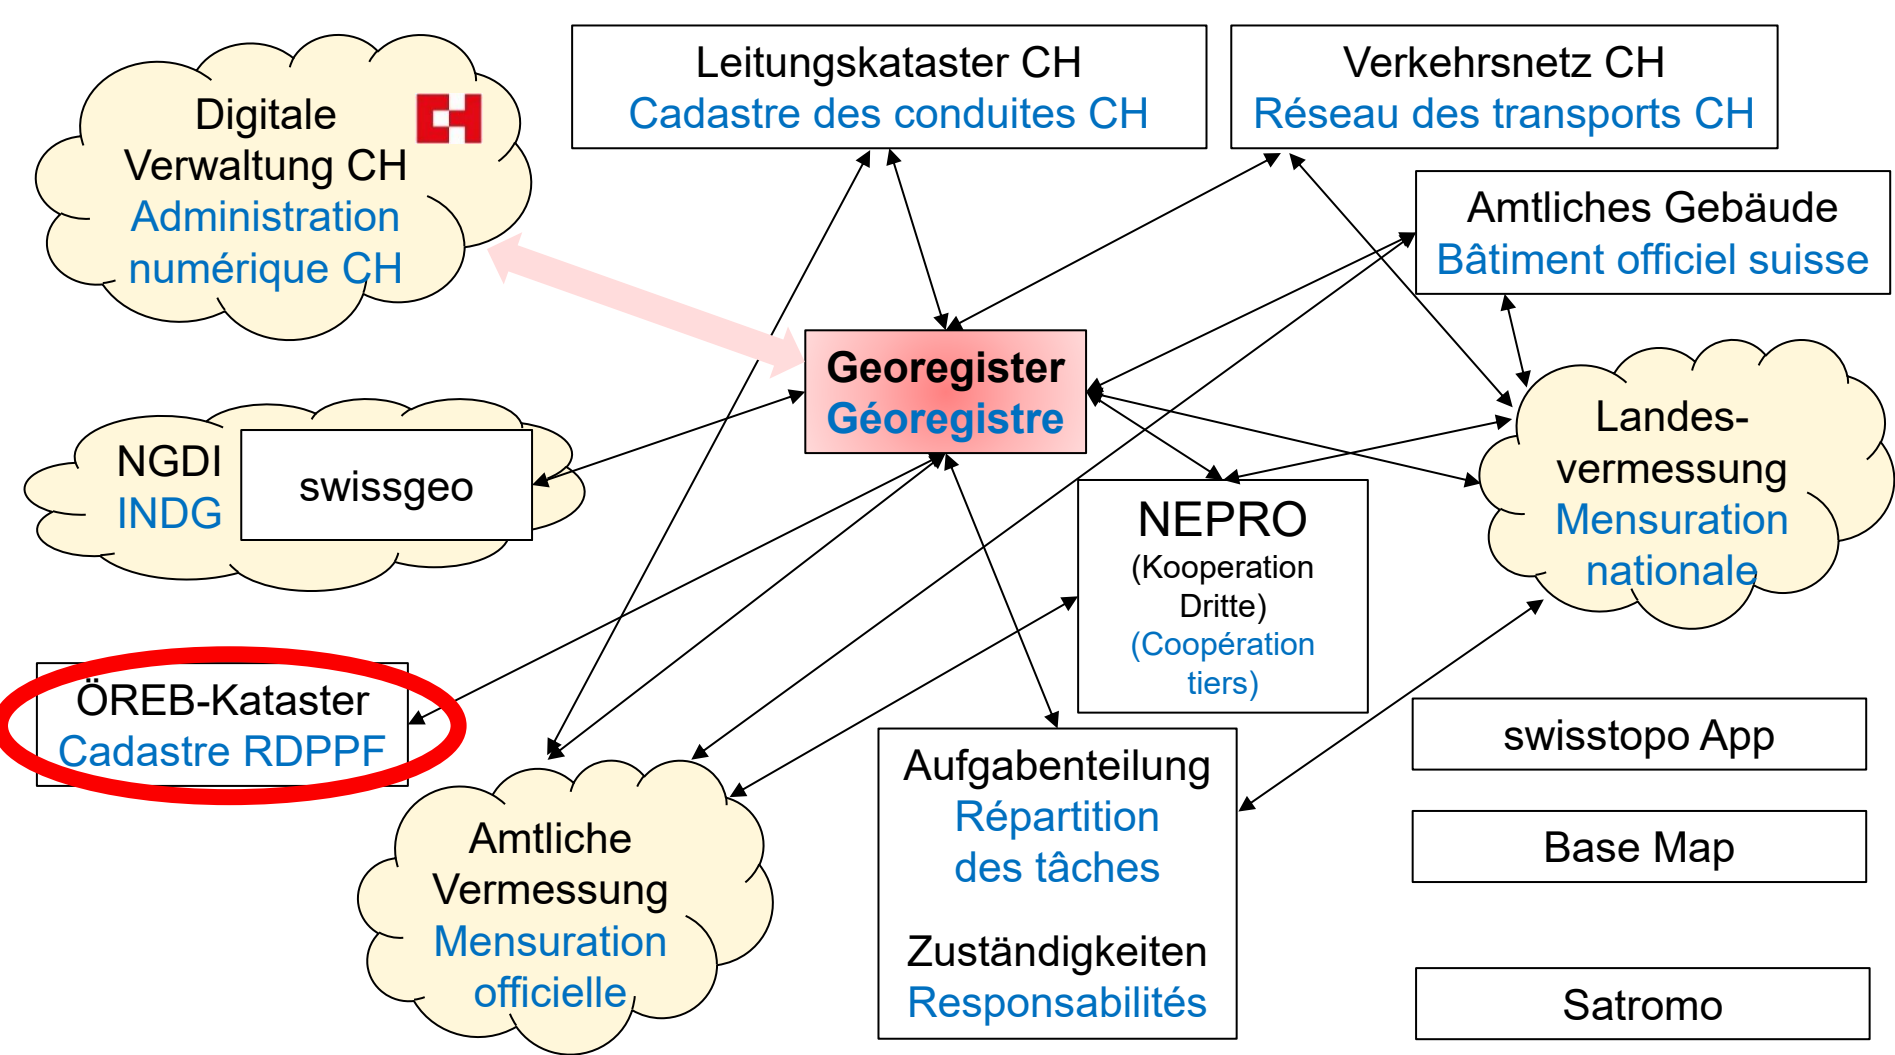 Digitale
Verwaltung CH
Administration
numérique CH
Leitungskataster CH
Cadastre des conduites CH
Verkehrsnetz CH
Réseau des transports CH
Amtliches Gebäude
Bâtiment officiel suisse
Georegister
Géoregistre
NGDI
INDG
swissgeo
Landes-
vermessung
Mensuration
nationale
NEPRO
(Kooperation
Dritte)
(Coopération
tiers)
ÖREB-Kataster
Cadastre RDPPF
Amtliche
Vermessung
Mensuration
officielle
Aufgabenteilung
Répartition
des tâches
Zuständigkeiten
Responsabilités
swisstopo App
Base Map
Satromo